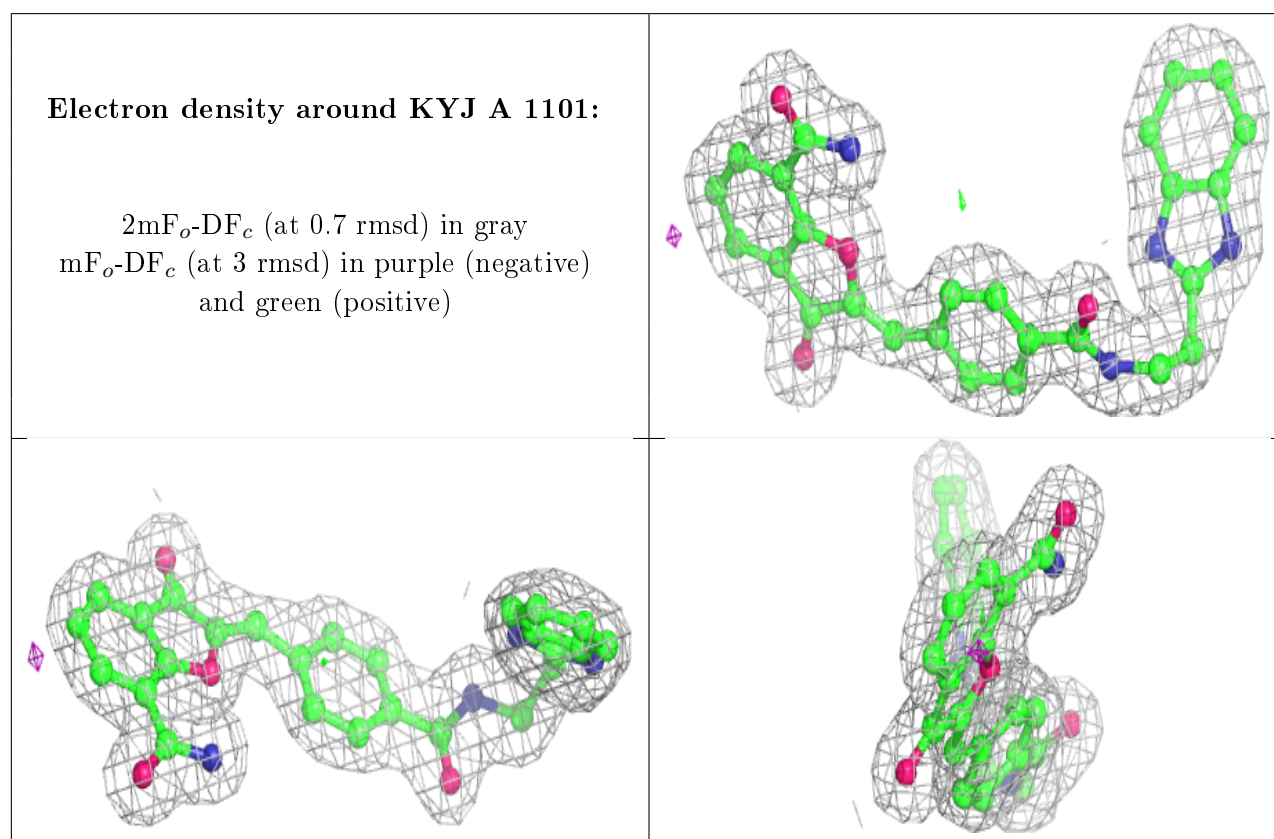 Electron density around KYJ A 1101:
2mFo-DFc (at 0.7 rmsd) in gray
mFo-DFc (at 3 rmsd) in purple (negative)
and green (positive)